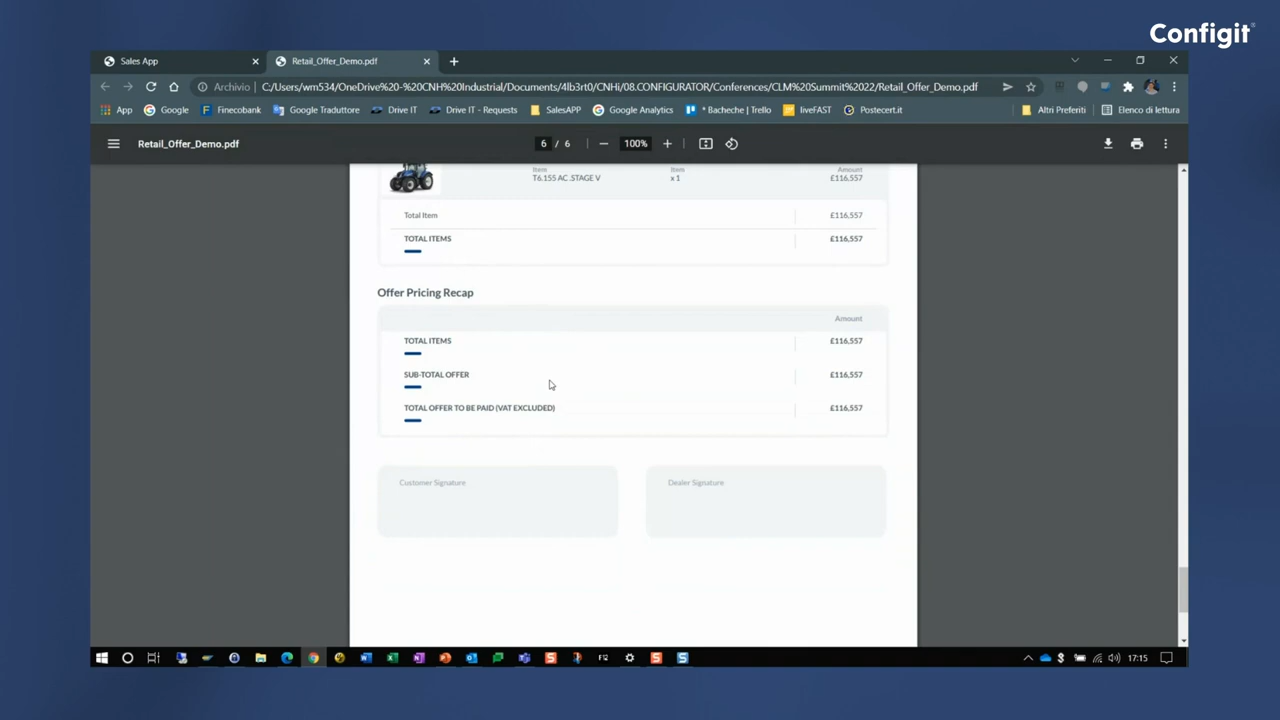 Configit
Sales App
Retail_Offer_Demo.pdf
Archivio
C:/Users/wm534/OneDrive%20-%20CNH%20Industrial/Documents/4lb3rt0/CNHi/08.CONFIGURATOR/Conferences/CLM%20Summit%2022/Retail_Offer_Demo.pdf
App Google Finecobank Google Traduttore Drive IT Drive IT - Requests SalesAPP Google Analytics * Bacheche | Trello liveFAST Postecert.it Altri Preferiti Elenco di lettura
Retail_Offer_Demo.pdf 6 / 6 100%
Item Item Amount
T6.155 AC .STAGE V x 1 £116,557
Total Item £116,557
TOTAL ITEMS £116,557
Offer Pricing Recap
Amount
TOTAL ITEMS £116,557
SUB-TOTAL OFFER £116,557
TOTAL OFFER TO BE PAID (VAT EXCLUDED) £116,557
Customer Signature Dealer Signature
17:15